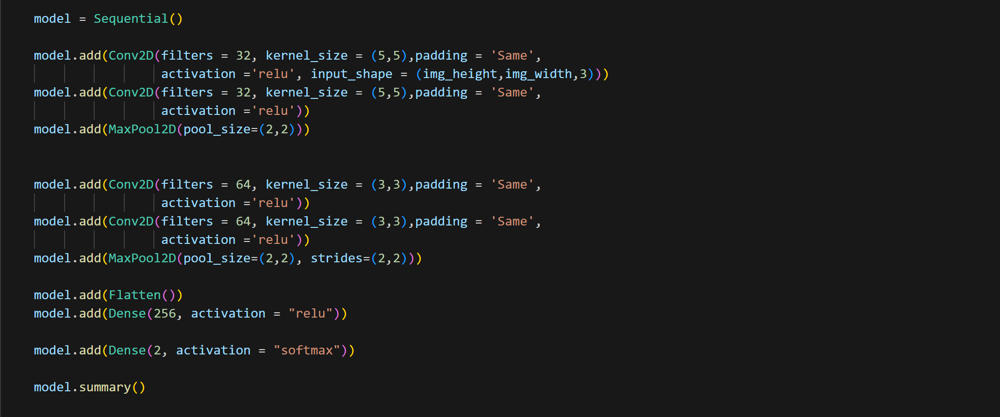 model = Sequential()
model.add(Conv2D(filters = 32, kernel_size = (5,5),padding = 'Same',
activation ='relu', input_shape = (img_height,img_width,3)))
model.add(Conv2D(filters = 32, kernel_size = (5,5),padding = 'Same',
activation ='relu'))
model.add(MaxPool2D(pool_size=(2,2)))
model.add(Conv2D(filters = 64, kernel_size = (3,3),padding = 'Same',
activation ='relu'))
model.add(Conv2D(filters = 64, kernel_size = (3,3),padding = 'Same',
activation ='relu'))
model.add(MaxPool2D(pool_size=(2,2), strides=(2,2)))
model.add(Flatten())
model.add(Dense(256, activation = "relu"))
model.add(Dense(2, activation = "softmax"))
model.summary()